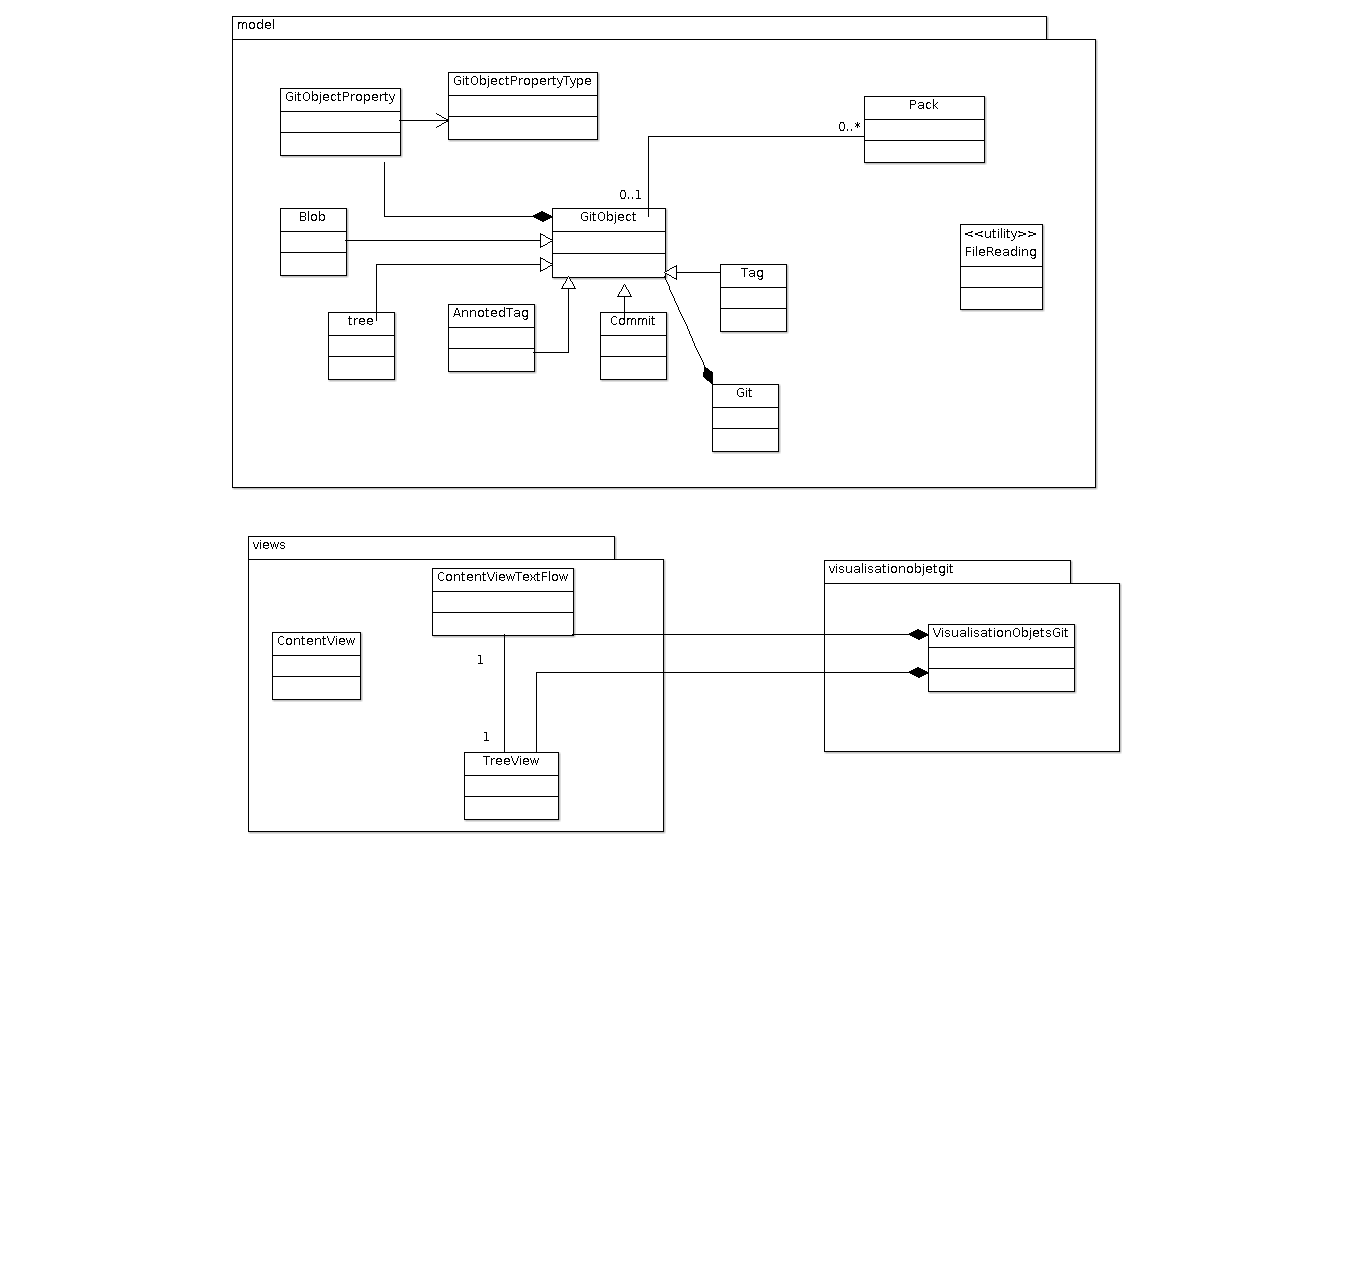 model
GitObjectPropertyType
GitObjectProperty
Pack
0..*
0..1
Blob
GitObject
<<utility>>
FileReading
Tag
AnnotedTag
tree
Commit
Git
views
visualisationobjetgit
ContentViewTextFlow
ContentView
VisualisationObjetsGit
1
1
TreeView